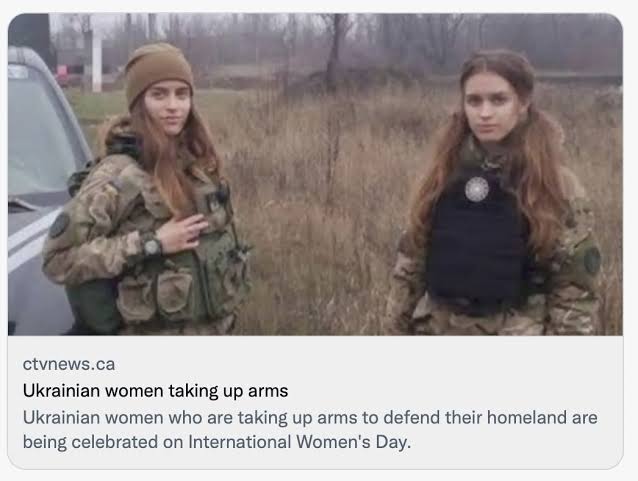 ctvnews.ca
Ukrainian women taking up arms
Ukrainian women who are taking up arms to defend their homeland are
being celebrated on International Women's Day.